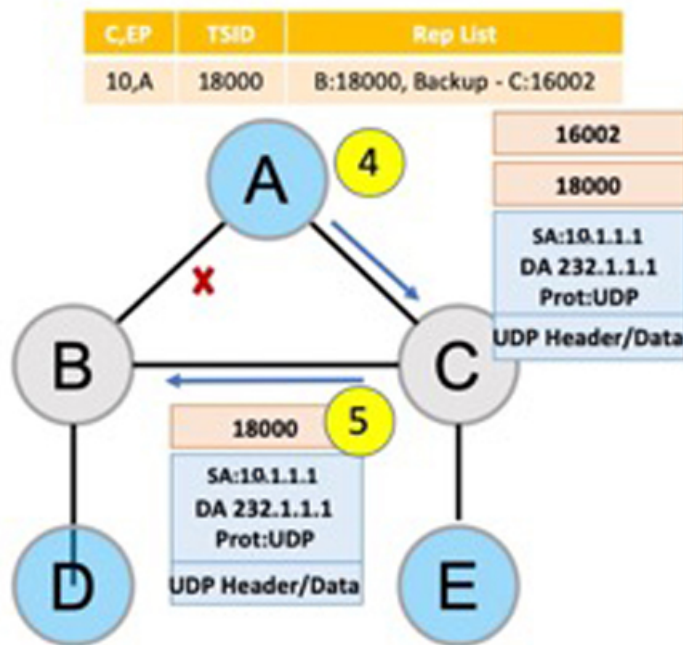 C,EP TSID Rep List
10,A 18000 B:18000, Backup - C:16002
A
4
16002
18000
SA:10.1.1.1
DA 232.1.1.1
Prot:UDP
UDP Header/Data
X
B
C
5
18000
SA:10.1.1.1
DA 232.1.1.1
Prot:UDP
UDP Header/Data
D
E